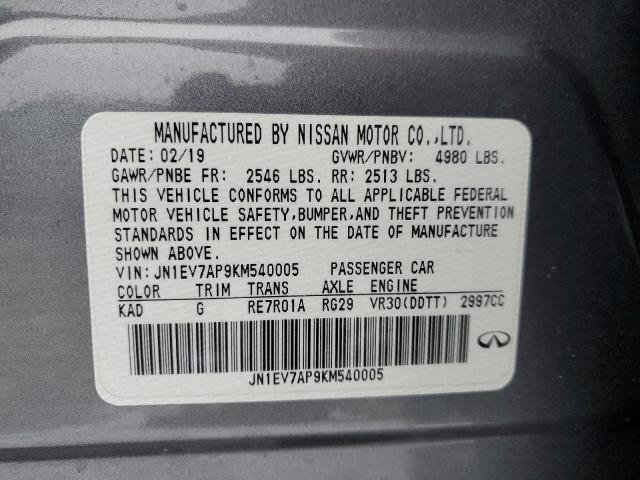 MANUFACTURED BY NISSAN MOTOR CO.,LTD.
DATE: 02/19 GVWR/PNBV: 4980 LBS.
GAWR/PNBE FR: 2546 LBS. RR: 2513 LBS.
THIS VEHICLE CONFORMS TO ALL APPLICABLE FEDERAL
MOTOR VEHICLE SAFETY,BUMPER,AND THEFT PREVENTION
STANDARDS IN EFFECT ON THE DATE OF MANUFACTURE
SHOWN ABOVE.
VIN: JN1EV7AP9KM540005 PASSENGER CAR
COLOR TRIM TRANS AXLE ENGINE
KAD G RE7R01A RG29 VR30(DDTT) 2997CC
JN1EV7AP9KM540005